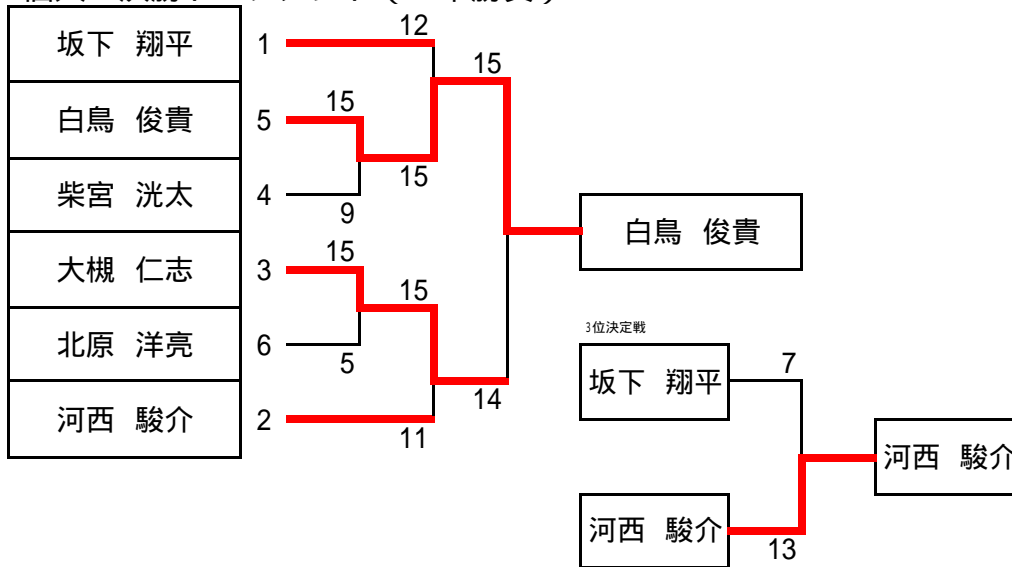 12
坂下 翔平 1
15
15
白鳥 俊貴 5
15
柴宮 洸太 4
9
白鳥 俊貴
15
大槻 仁志 3
15
3位決定戦
北原 洋亮 6
5
坂下 翔平
7
14
河西 駿介 2
11
河西 駿介
河西 駿介
13